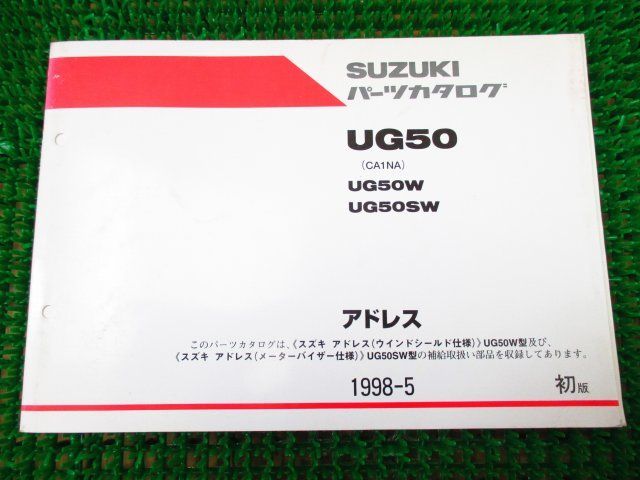 SUZUKI
パーツカタログ
UG50
(CA1NA)
UG50W
UG50SW
アドレス
このパーツカタログは、《スズキ アドレス(ウインドシールド仕様)》UG50W型及び、
《スズキ アドレス(メーターバイザー仕様)》UG50SW型の補給取扱い部品を収録してあります。
1998-5 初版